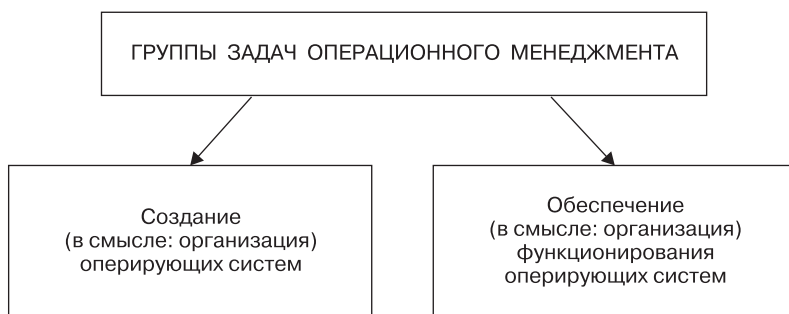 ГРУППЫ ЗАДАЧ ОПЕРАЦИОННОГО МЕНЕДЖМЕНТА
Создание
(в смысле: организация)
оперирующих систем
Обеспечение
(в смысле: организация)
функционирования
оперирующих систем